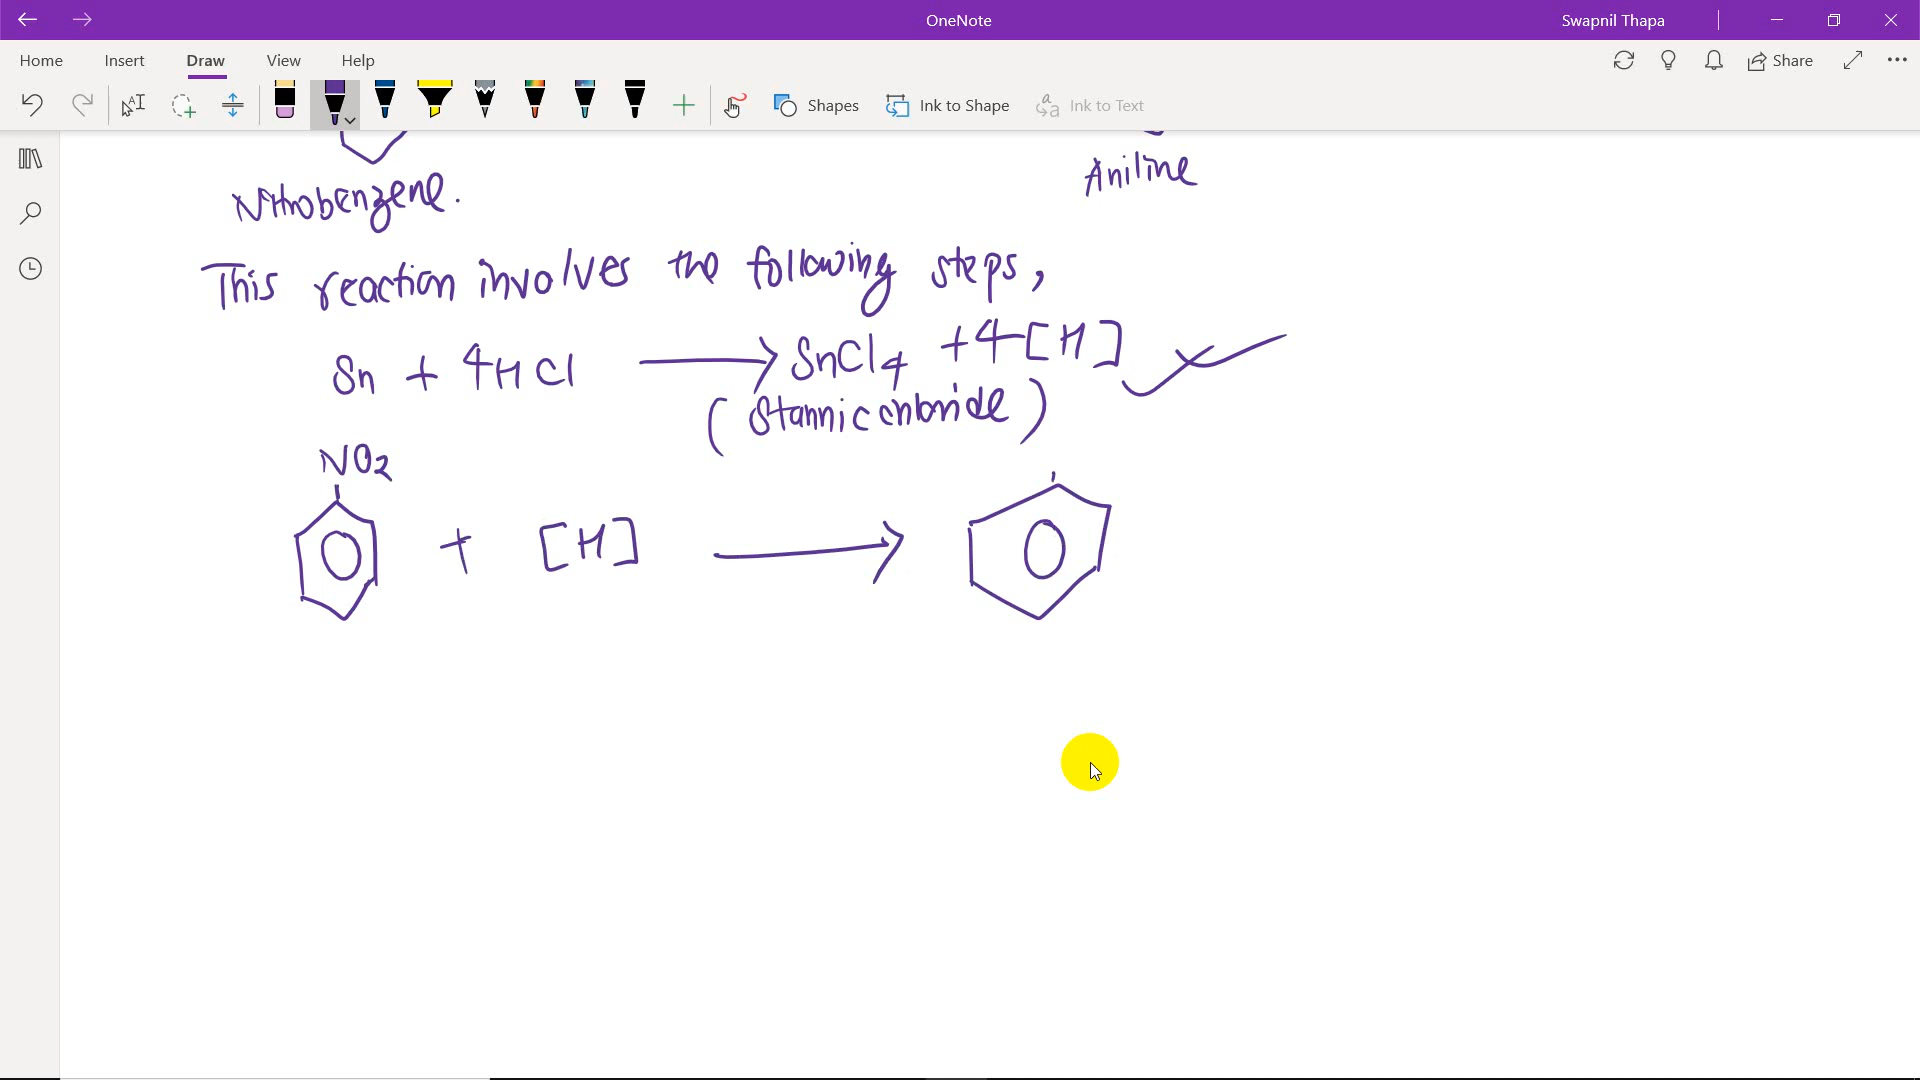 OneNote
Swapnil Thapa
Home Insert Draw View Help
Share
Shapes Ink to Shape Ink to Text
Aniline
Nitrobenzene.
This reaction involves the following steps,
Sn + 4HCl → SnCl4 + 4[H]
(Stannic chloride)
NO2
+ [H] →